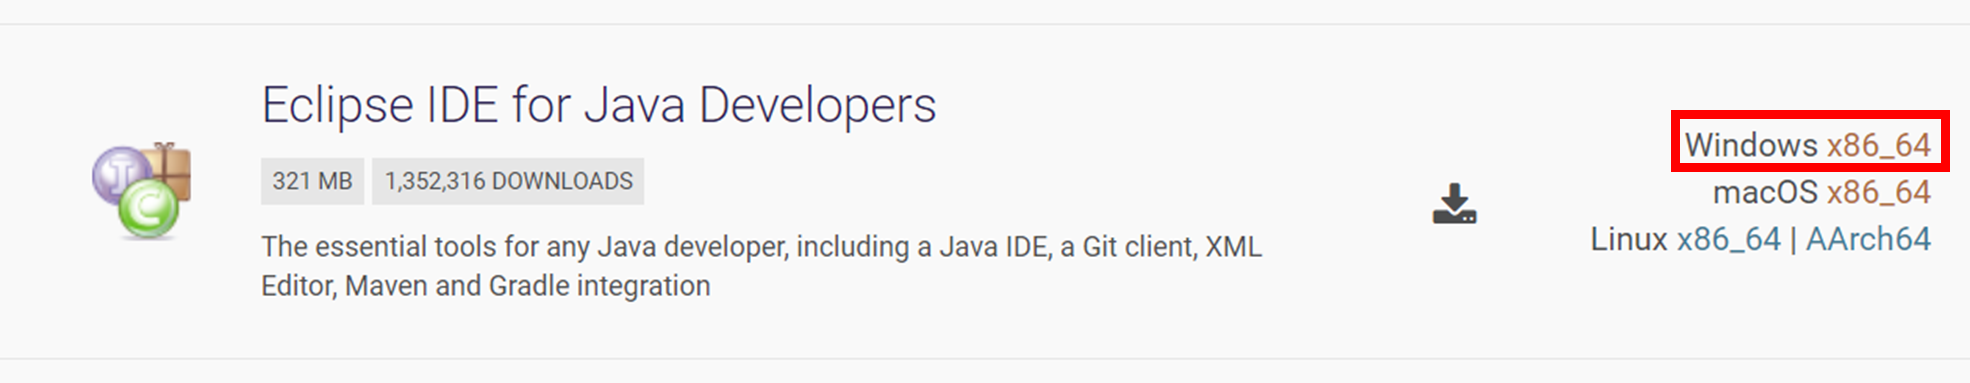 Eclipse IDE for Java Developers
321 MB 1,352,316 DOWNLOADS
The essential tools for any Java developer, including a Java IDE, a Git client, XML
Editor, Maven and Gradle integration
Windows x86_64
macOS x86_64
Linux x86_64 | AArch64
J
C